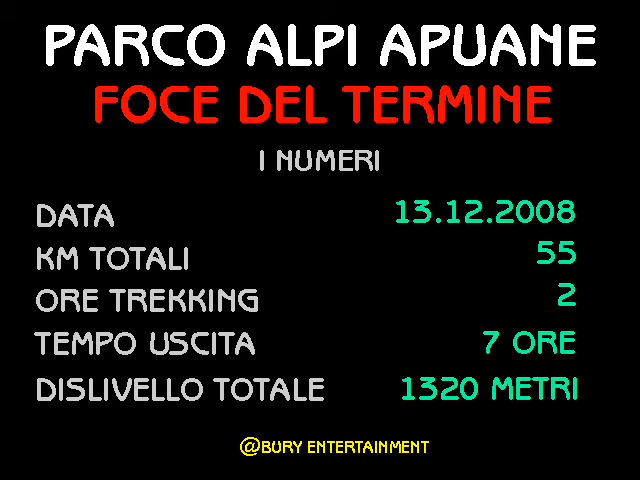 PARCO ALPI APUANE
FOCE DEL TERMINE
I NUMERI
DATA 13.12.2008
KM TOTALI 55
ORE TREKKING 2
TEMPO USCITA 7 ORE
DISLIVELLO TOTALE 1320 METRI
@BURY ENTERTAINMENT